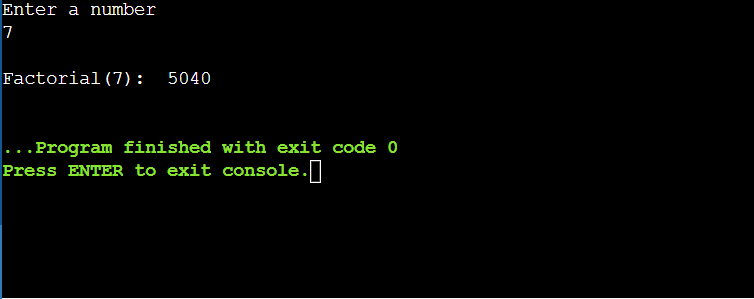 Enter a number
7
Factorial(7):  5040
...Program finished with exit code 0
Press ENTER to exit console.